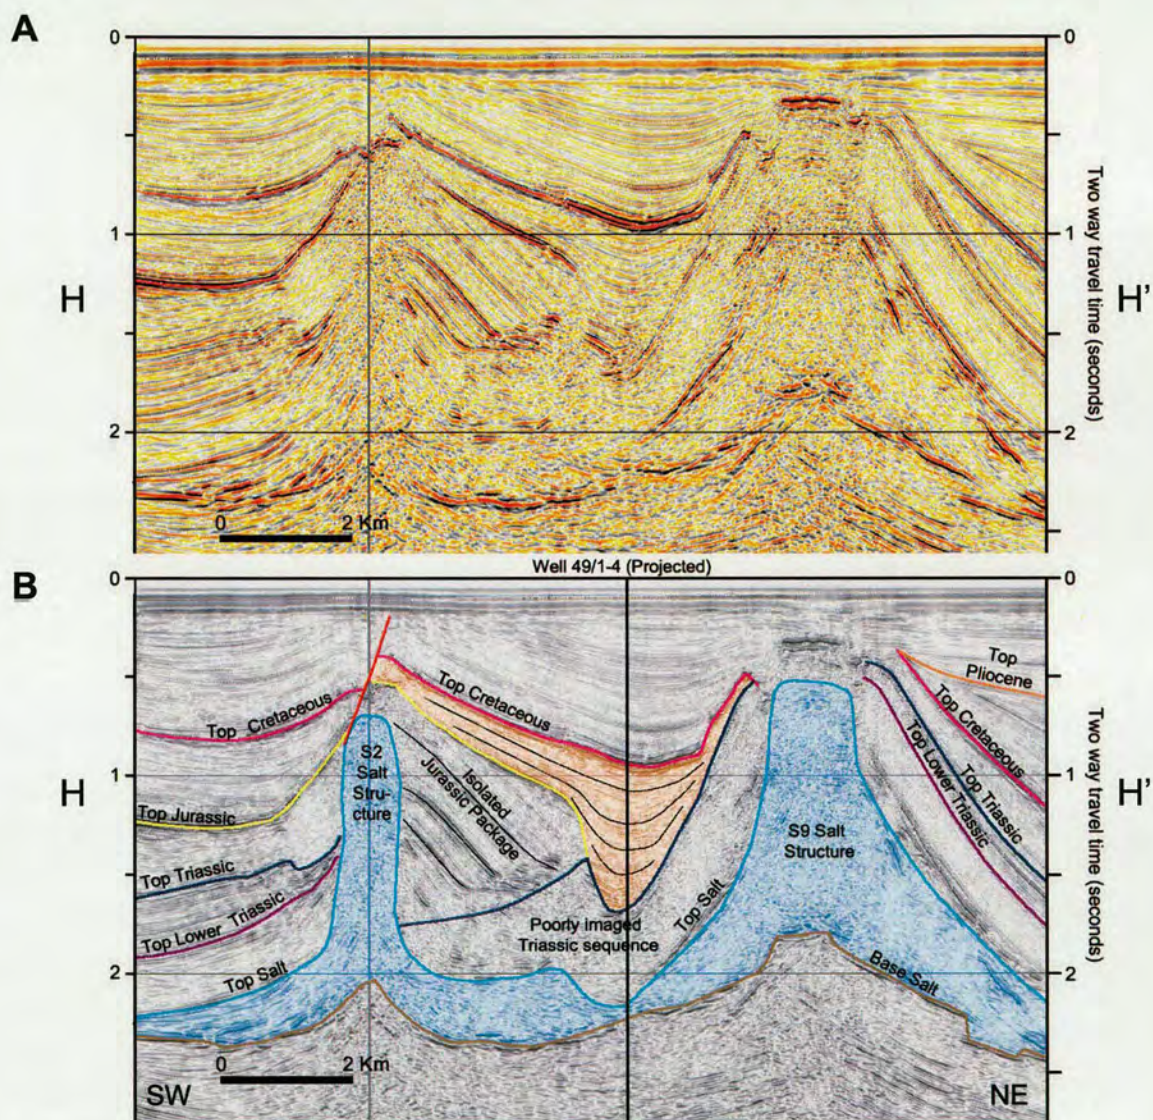 A
0
0
1
1
2
2
H
H'
Two way travel time (seconds)
0
2 Km
Well 49/1-4 (Projected)
B
0
0
1
1
2
2
H
H'
Two way travel time (seconds)
Top Cretaceous
Top Cretaceous
Top
Pliocene
Top Cretaceous
S2
Salt
Stru-
cture
Isolated
Jurassic Package
Top Jurassic
Top Triassic
Top Lower Triassic
S9 Salt
Structure
Top Triassic
Top Lower Triassic
Poorly imaged
Triassic sequence
Top Salt
Top Salt
Base Salt
0
2 Km
SW
NE